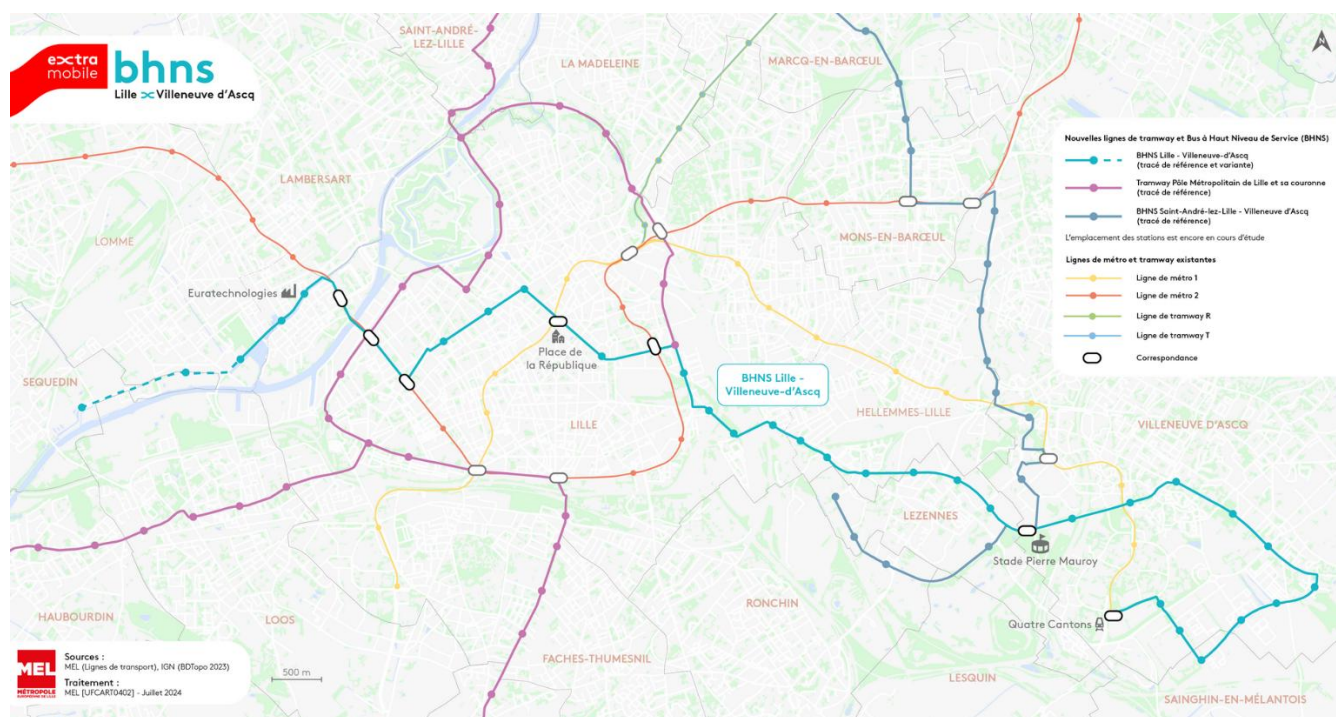 extra
mobile
bhns
Lille Villeneuve d'Ascq
SAINT-ANDRÉ-
LEZ-LILLE
LA MADELEINE
MARCQ-EN-BARŒUL
N
LAMBERSART
LOMME
MONS-EN-BARŒUL
Euratechnologies
Place de
la République
SEQUEDIN
BHNS Lille -
Villeneuve-d'Ascq
LILLE
HELLEMMES-LILLE
VILLENEUVE D'ASCQ
LEZENNES
Stade Pierre Mauroy
RONCHIN
HAUBOURDIN
LOOS
Quatre Cantons
FACHES-THUMESNIL
LESQUIN
SAINGHIN-EN-MÉLANTOIS
Nouvelles lignes de tramway et Bus à Haut Niveau de Service (BHNS)
BHNS Lille - Villeneuve-d'Ascq
(tracé de référence et variante)
Tramway Pôle Métropolitain de Lille et sa couronne
(tracé de référence)
BHNS Saint-André-lez-Lille - Villeneuve d'Ascq
(tracé de référence)
L'emplacement des stations est encore en cours d'étude
Lignes de métro et tramway existantes
Ligne de métro 1
Ligne de métro 2
Ligne de tramway R
Ligne de tramway T
Correspondance
MEL
MÉTROPOLE
EUROPÉENNE DE LILLE
Sources :
MEL (Lignes de transport), IGN (BDTopo 2023)
Traitement :
MEL [UFCART0402] - Juillet 2024
500 m